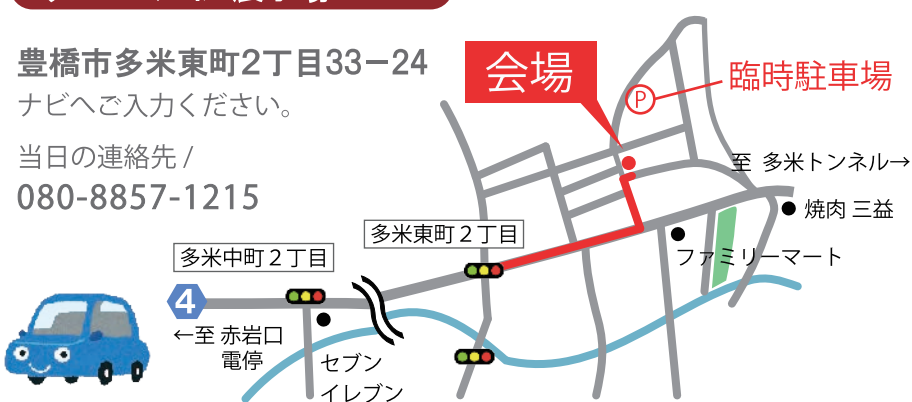 豊橋市多米東町2丁目33−24
ナビへご入力ください。
当日の連絡先 /
080-8857-1215
会場
P
臨時駐車場
至 多米トンネル→
焼肉 三益
多米東町２丁目
ファミリーマート
多米中町２丁目
4
←至 赤岩口
電停
セブン
イレブン